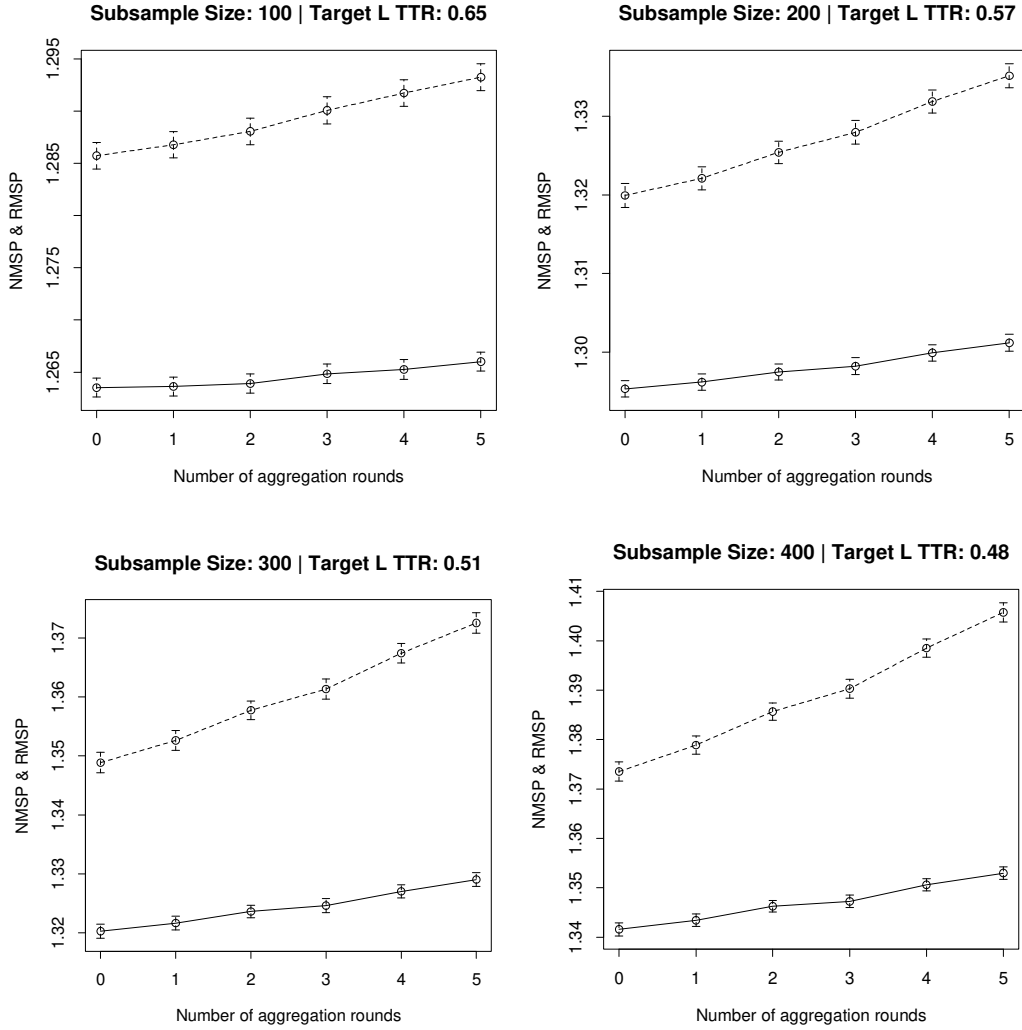 Subsample Size: 100 | Target L TTR: 0.65
NMSP & RMSP
1.295
1.285
1.275
1.265
0 1 2 3 4 5
Number of aggregation rounds
Subsample Size: 200 | Target L TTR: 0.57
NMSP & RMSP
1.33
1.32
1.31
1.30
0 1 2 3 4 5
Number of aggregation rounds
Subsample Size: 300 | Target L TTR: 0.51
NMSP & RMSP
1.37
1.36
1.35
1.34
1.33
1.32
0 1 2 3 4 5
Number of aggregation rounds
Subsample Size: 400 | Target L TTR: 0.48
NMSP & RMSP
1.41
1.40
1.39
1.38
1.37
1.36
1.35
1.34
0 1 2 3 4 5
Number of aggregation rounds